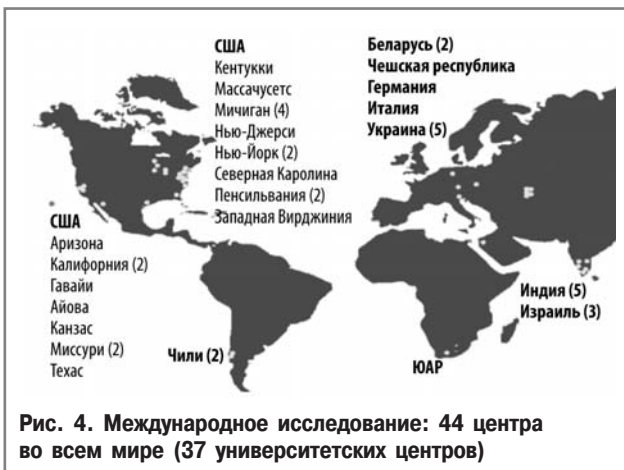 США
Кентукки
Массачусетс
Мичиган (4)
Нью-Джерси
Нью-Йорк (2)
Северная Каролина
Пенсильвания (2)
Западная Вирджиния
Беларусь (2)
Чешская республика
Германия
Италия
Украина (5)
США
Аризона
Калифорния (2)
Гавайи
Айова
Канзас
Миссури (2)
Техас
Чили (2)
Индия (5)
Израиль (3)
ЮАР
Рис. 4. Международное исследование: 44 центра
во всем мире (37 университетских центров)